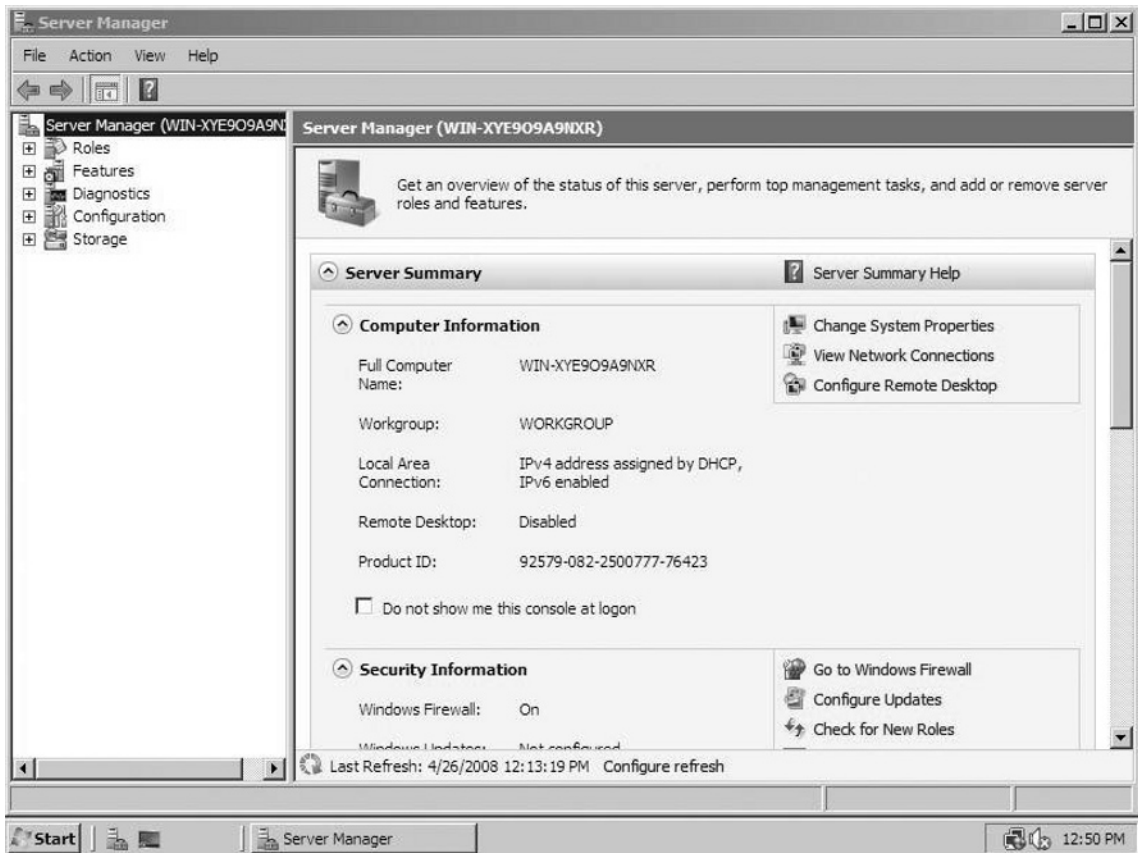 Server Manager
File Action View Help
Server Manager (WIN-XYE9O9A9N
Roles
Features
Diagnostics
Configuration
Storage
Server Manager (WIN-XYE9O9A9NXR)
Get an overview of the status of this server, perform top management tasks, and add or remove server
roles and features.
Server Summary
Server Summary Help
Computer Information
Full Computer
Name:
WIN-XYE9O9A9NXR
Workgroup:
WORKGROUP
Local Area
Connection:
IPv4 address assigned by DHCP,
IPv6 enabled
Remote Desktop:
Disabled
Product ID:
92579-082-2500777-76423
Do not show me this console at logon
Change System Properties
View Network Connections
Configure Remote Desktop
Security Information
Windows Firewall:
On
Windows Updates:
Not configured
Go to Windows Firewall
Configure Updates
Check for New Roles
Last Refresh: 4/26/2008 12:13:19 PM Configure refresh
Start
Server Manager
12:50 PM